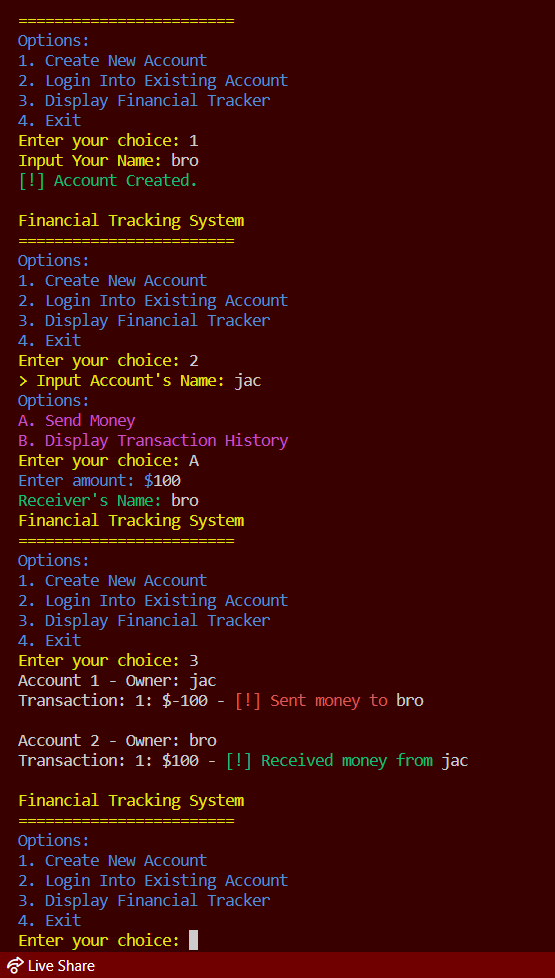 ========================
Options:
1. Create New Account
2. Login Into Existing Account
3. Display Financial Tracker
4. Exit
Enter your choice: 1
Input Your Name: bro
[!] Account Created.
Financial Tracking System
========================
Options:
1. Create New Account
2. Login Into Existing Account
3. Display Financial Tracker
4. Exit
Enter your choice: 2
> Input Account's Name: jac
Options:
A. Send Money
B. Display Transaction History
Enter your choice: A
Enter amount: $100
Receiver's Name: bro
Financial Tracking System
========================
Options:
1. Create New Account
2. Login Into Existing Account
3. Display Financial Tracker
4. Exit
Enter your choice: 3
Account 1 - Owner: jac
Transaction: 1: $-100 - [!] Sent money to bro
Account 2 - Owner: bro
Transaction: 1: $100 - [!] Received money from jac
Financial Tracking System
========================
Options:
1. Create New Account
2. Login Into Existing Account
3. Display Financial Tracker
4. Exit
Enter your choice:
Live Share